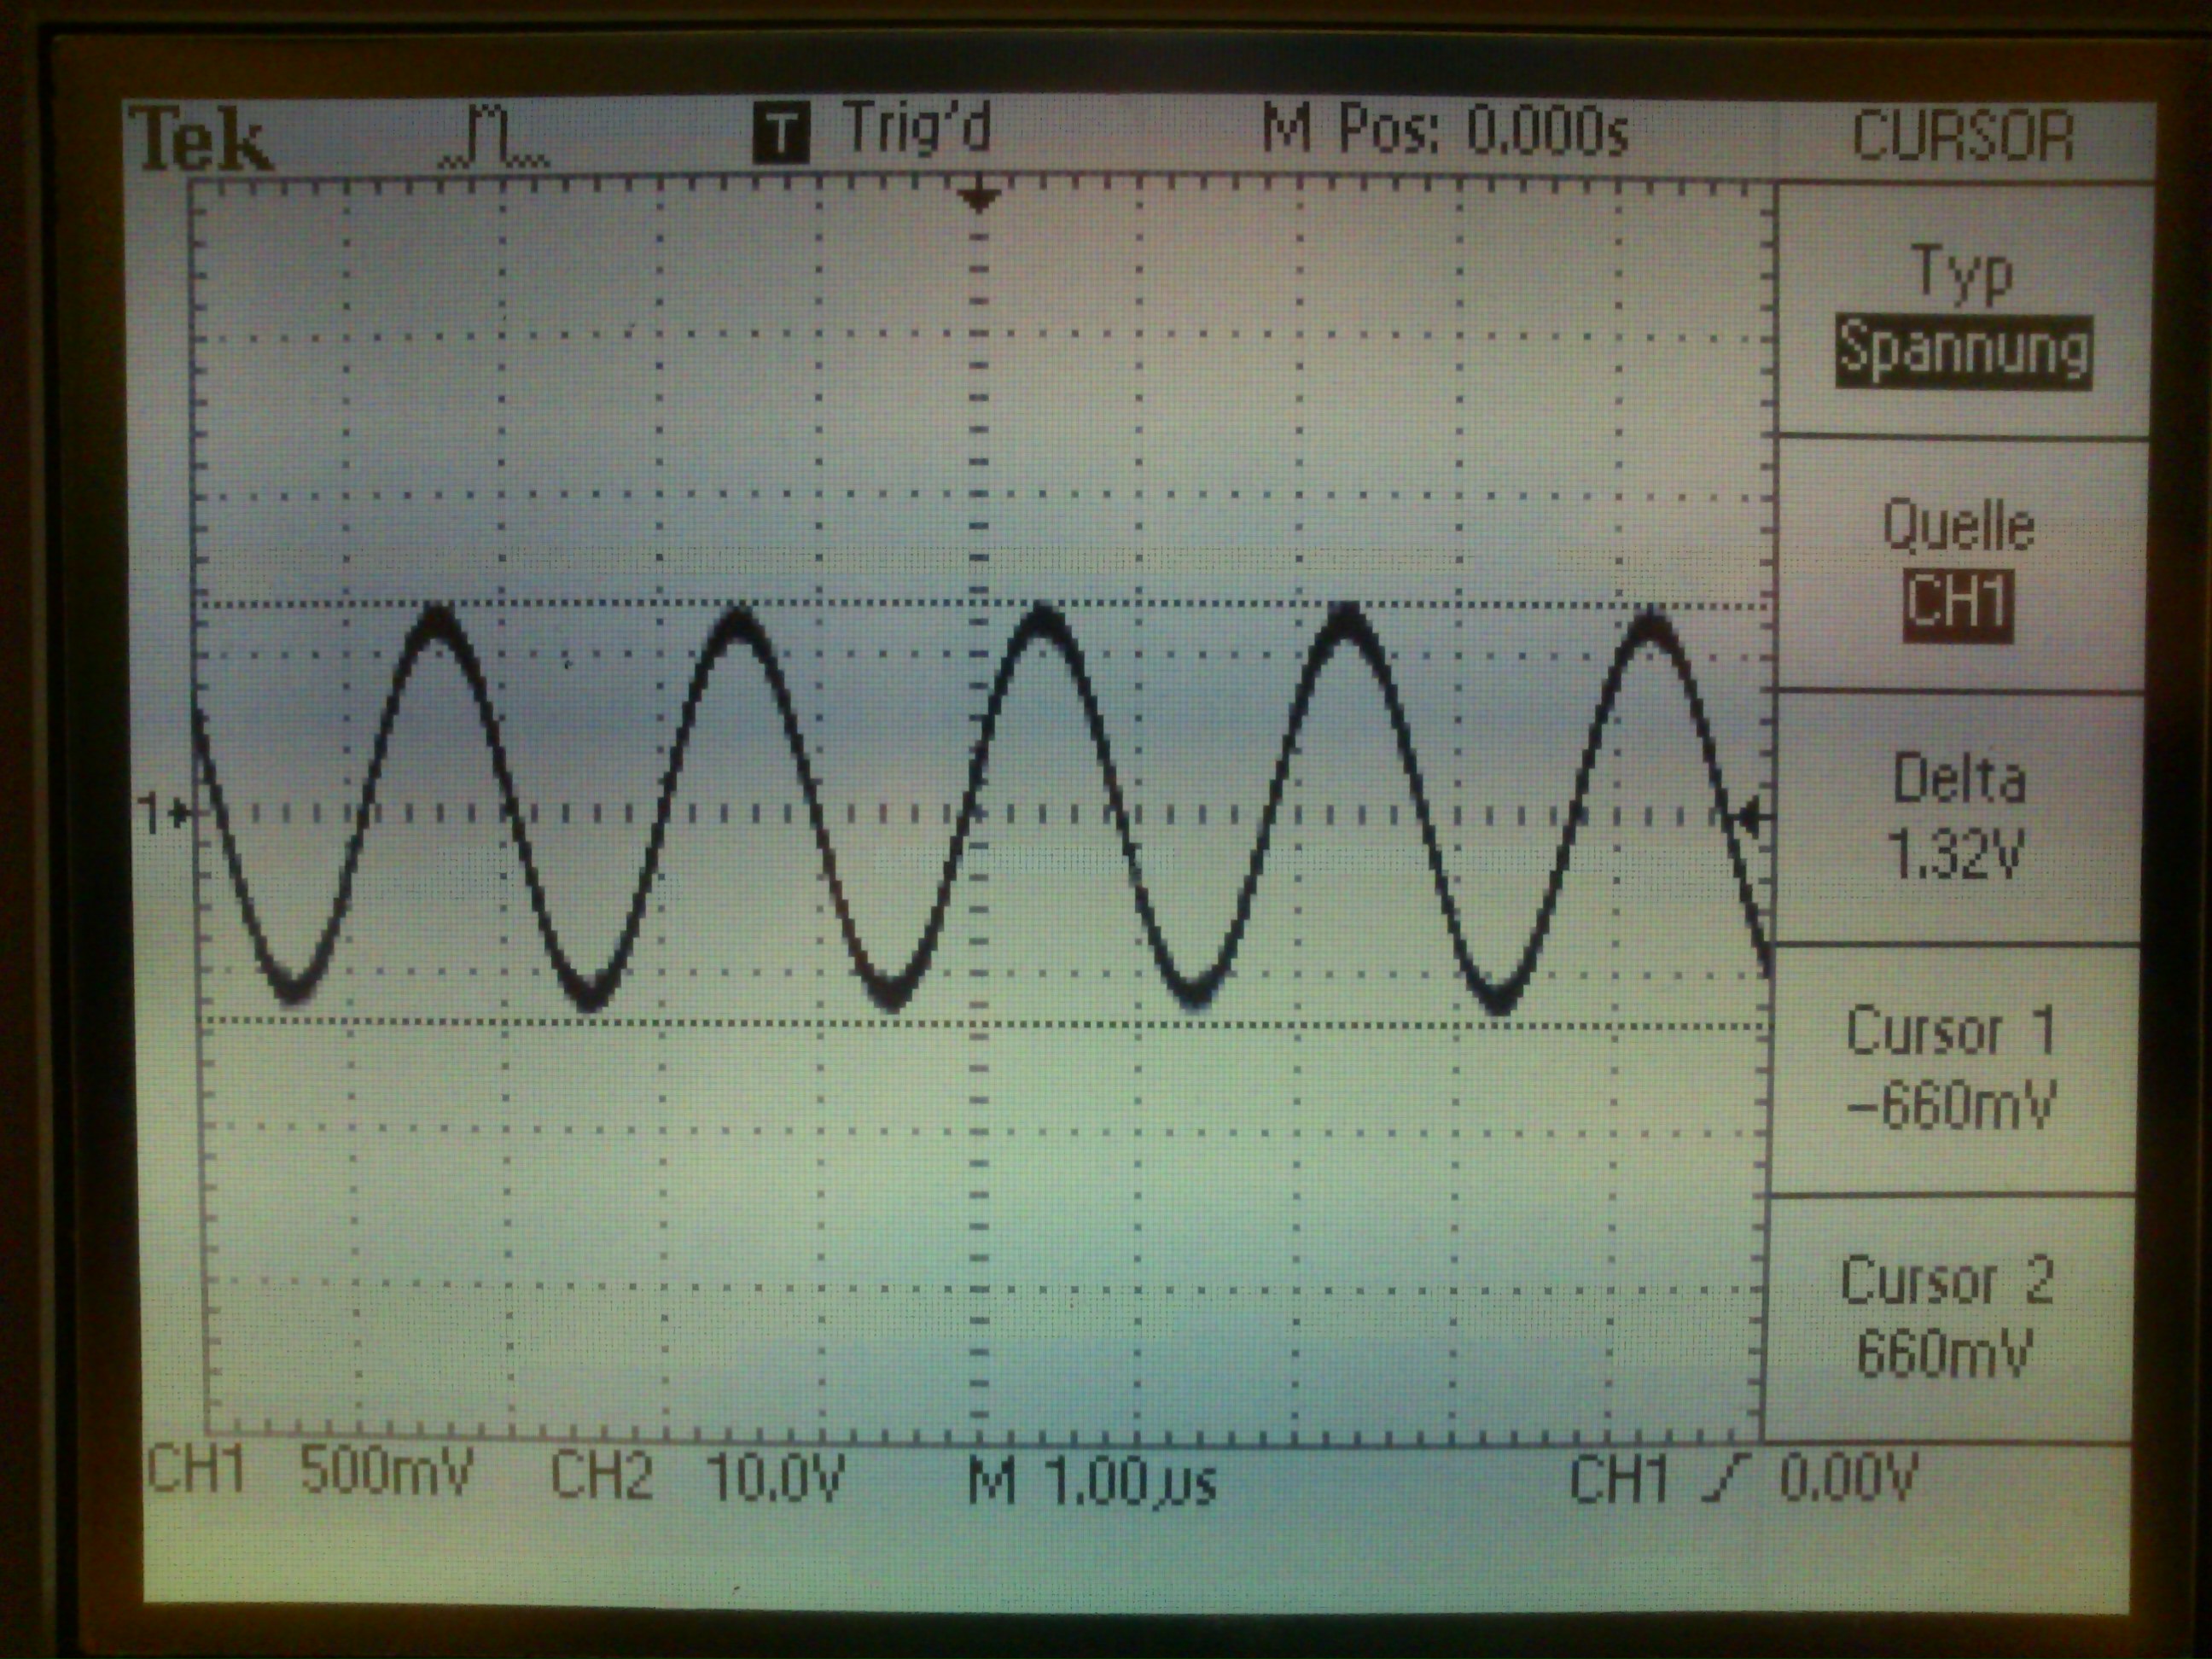 Tek T Trig'd M Pos: 0.000s CURSOR
Typ
Spannung
Quelle
CH1
Delta
1.32V
Cursor 1
-660mV
Cursor 2
660mV
1
CH1 500mV CH2 10.0V M 1.00µs CH1 0.00V